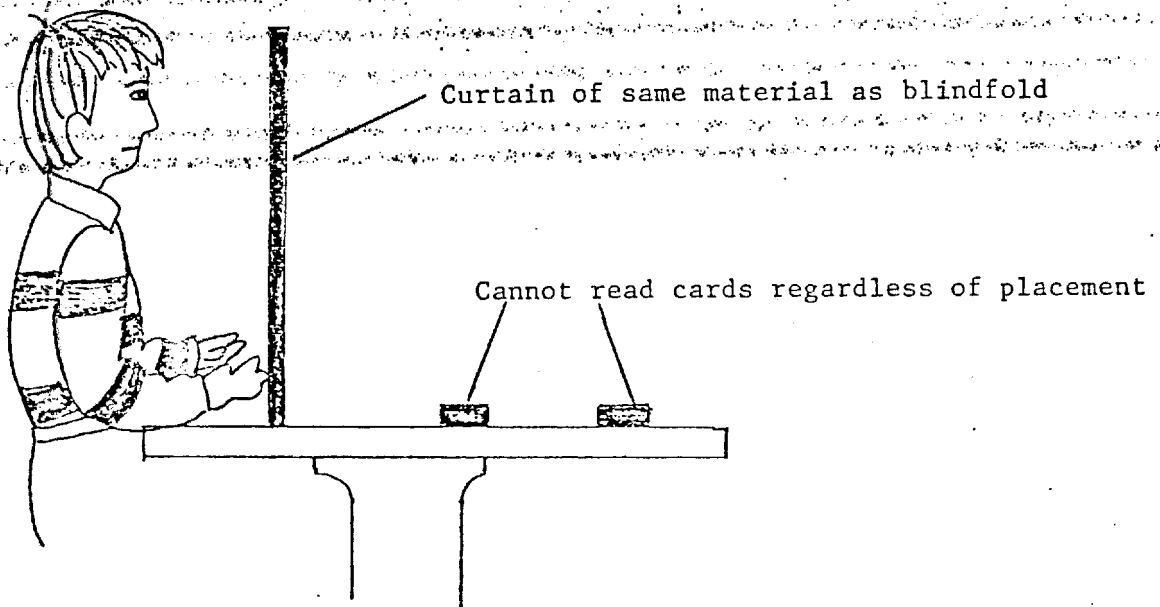 Curtain of same material as blindfold
Cannot read cards regardless of placement